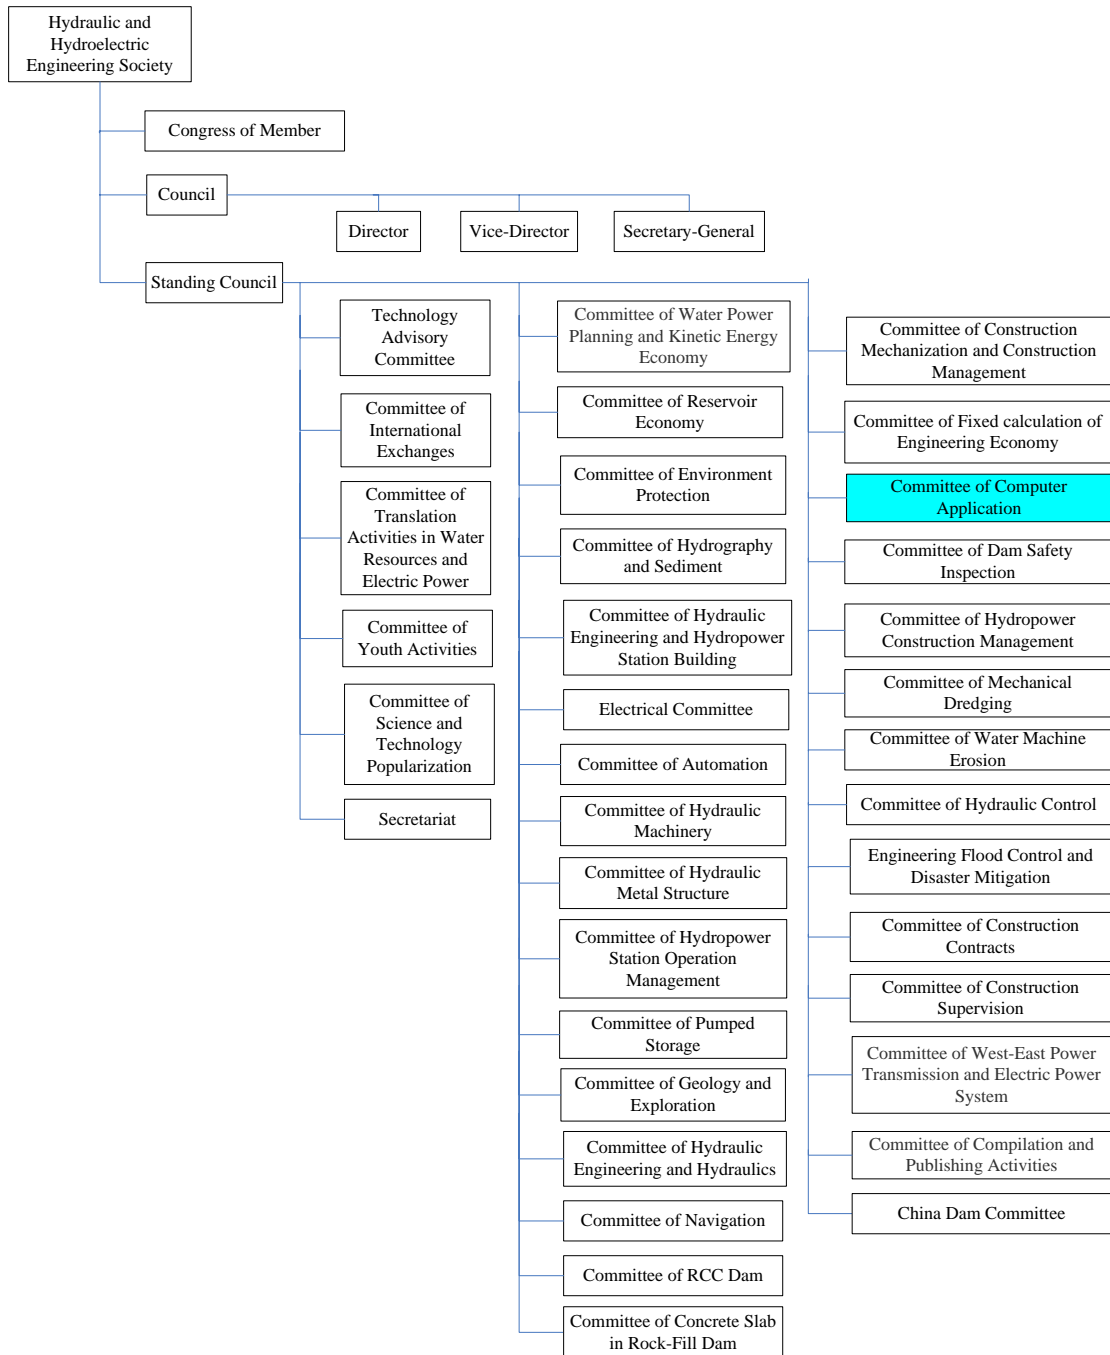 Hydraulic and
Hydroelectric
Engineering Society
Congress of Member
Council
Director
Vice-Director
Secretary-General
Standing Council
Technology
Advisory
Committee
Committee of
International
Exchanges
Committee of
Translation
Activities in Water
Resources and
Electric Power
Committee of
Youth Activities
Committee of
Science and
Technology
Popularization
Secretariat
Committee of Water Power
Planning and Kinetic Energy
Economy
Committee of Reservoir
Economy
Committee of Environment
Protection
Committee of Hydrography
and Sediment
Committee of Hydraulic
Engineering and Hydropower
Station Building
Electrical Committee
Committee of Automation
Committee of Hydraulic
Machinery
Committee of Hydraulic
Metal Structure
Committee of Hydropower
Station Operation
Management
Committee of Pumped
Storage
Committee of Geology and
Exploration
Committee of Hydraulic
Engineering and Hydraulics
Committee of Navigation
Committee of RCC Dam
Committee of Concrete Slab
in Rock-Fill Dam
Committee of Construction
Mechanization and Construction
Management
Committee of Fixed calculation of
Engineering Economy
Committee of Computer
Application
Committee of Dam Safety
Inspection
Committee of Hydropower
Construction Management
Committee of Mechanical
Dredging
Committee of Water Machine
Erosion
Committee of Hydraulic Control
Engineering Flood Control and
Disaster Mitigation
Committee of Construction
Contracts
Committee of Construction
Supervision
Committee of West-East Power
Transmission and Electric Power
System
Committee of Compilation and
Publishing Activities
China Dam Committee